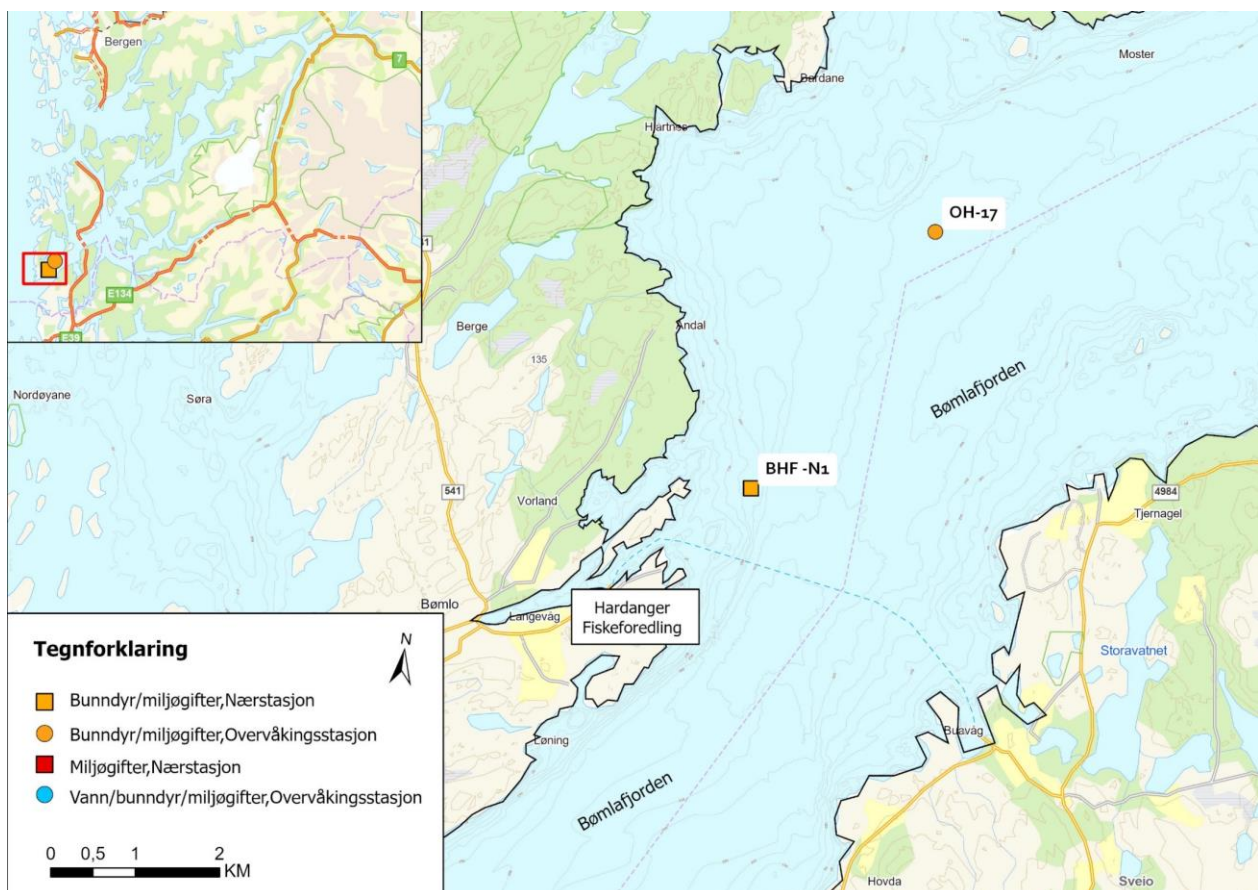 Bergen
7
E134
E39
Moster
Bardane
Hjartnes
OH-17
541
Berge
Andal
135
Nordøyane
Søra
Bømlafjorden
BHF -N1
541
Vorland
4984
Tjernagel
Bømlo
Langevåg
Hardanger
Fiskeforedling
Storavatnet
Buavåg
Løning
Bømlafjorden
Hovda
Sveio
Tegnforklaring
N
Bunndyr/miljøgifter,Nærstasjon
Bunndyr/miljøgifter,Overvåkingsstasjon
Miljøgifter,Nærstasjon
Vann/bunndyr/miljøgifter,Overvåkingsstasjon
0 0,5 1 2
KM